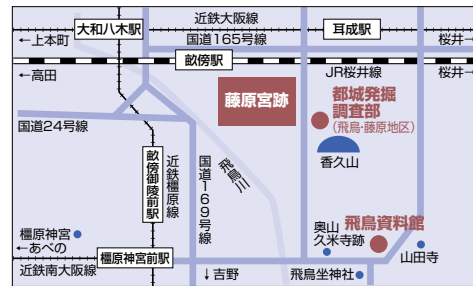 近鉄大阪線
大和八木駅
耳成駅
←上本町
国道165号線
桜井→
畝傍駅
←高田
JR桜井線
桜井→
藤原宮跡
都城発掘
調査部
(飛鳥・藤原地区)
国道24号線
香久山
畝傍御陵前駅
近鉄橿原線
国道169号線
飛鳥川
橿原神宮
←あべの
奥山
久米寺跡
飛鳥資料館
山田寺
橿原神宮前駅
近鉄南大阪線
↓吉野
飛鳥坐神社